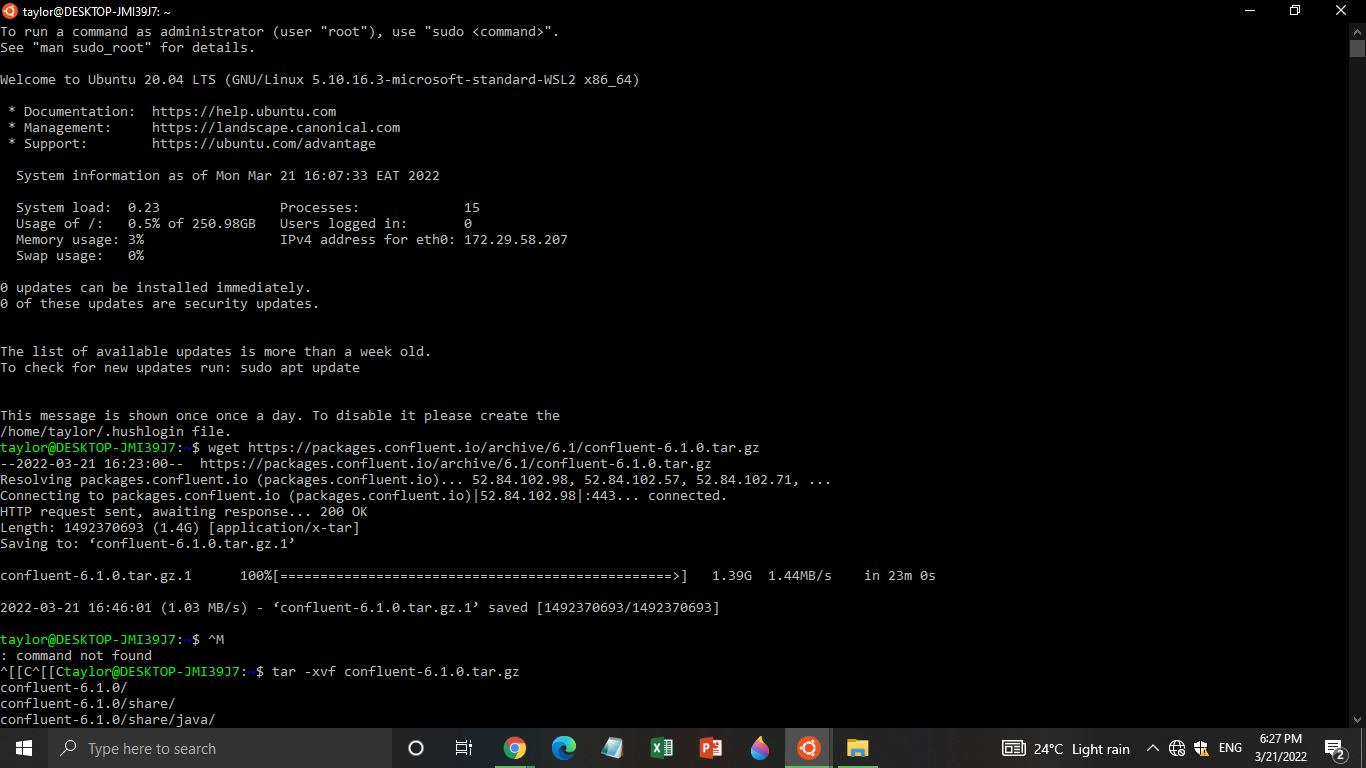 taylor@DESKTOP-JMI39J7: ~
To run a command as administrator (user "root"), use "sudo <command>".
See "man sudo_root" for details.
Welcome to Ubuntu 20.04 LTS (GNU/Linux 5.10.16.3-microsoft-standard-WSL2 x86_64)
* Documentation:  https://help.ubuntu.com
* Management:     https://landscape.canonical.com
* Support:        https://ubuntu.com/advantage
System information as of Mon Mar 21 16:07:33 EAT 2022
System load:  0.23               Processes:             15
Usage of /:   0.5% of 250.98GB   Users logged in:       0
Memory usage: 3%                 IPv4 address for eth0: 172.29.58.207
Swap usage:   0%
0 updates can be installed immediately.
0 of these updates are security updates.
The list of available updates is more than a week old.
To check for new updates run: sudo apt update
This message is shown once once a day. To disable it please create the
/home/taylor/.hushlogin file.
taylor@DESKTOP-JMI39J7:~$ wget https://packages.confluent.io/archive/6.1/confluent-6.1.0.tar.gz
--2022-03-21 16:23:00--  https://packages.confluent.io/archive/6.1/confluent-6.1.0.tar.gz
Resolving packages.confluent.io (packages.confluent.io)... 52.84.102.98, 52.84.102.57, 52.84.102.71, ...
Connecting to packages.confluent.io (packages.confluent.io)|52.84.102.98|:443... connected.
HTTP request sent, awaiting response... 200 OK
Length: 1492370693 (1.4G) [application/x-tar]
Saving to: ‘confluent-6.1.0.tar.gz.1’
confluent-6.1.0.tar.gz.1      100%[=================================================>]   1.39G  1.44MB/s    in 23m 0s
2022-03-21 16:46:01 (1.03 MB/s) - ‘confluent-6.1.0.tar.gz.1’ saved [1492370693/1492370693]
taylor@DESKTOP-JMI39J7:~$ ^M
: command not found
^[[C^[[Ctaylor@DESKTOP-JMI39J7:~$ tar -xvf confluent-6.1.0.tar.gz
confluent-6.1.0/
confluent-6.1.0/share/
confluent-6.1.0/share/java/
Type here to search
24°C  Light rain
ENG
6:27 PM
3/21/2022
2